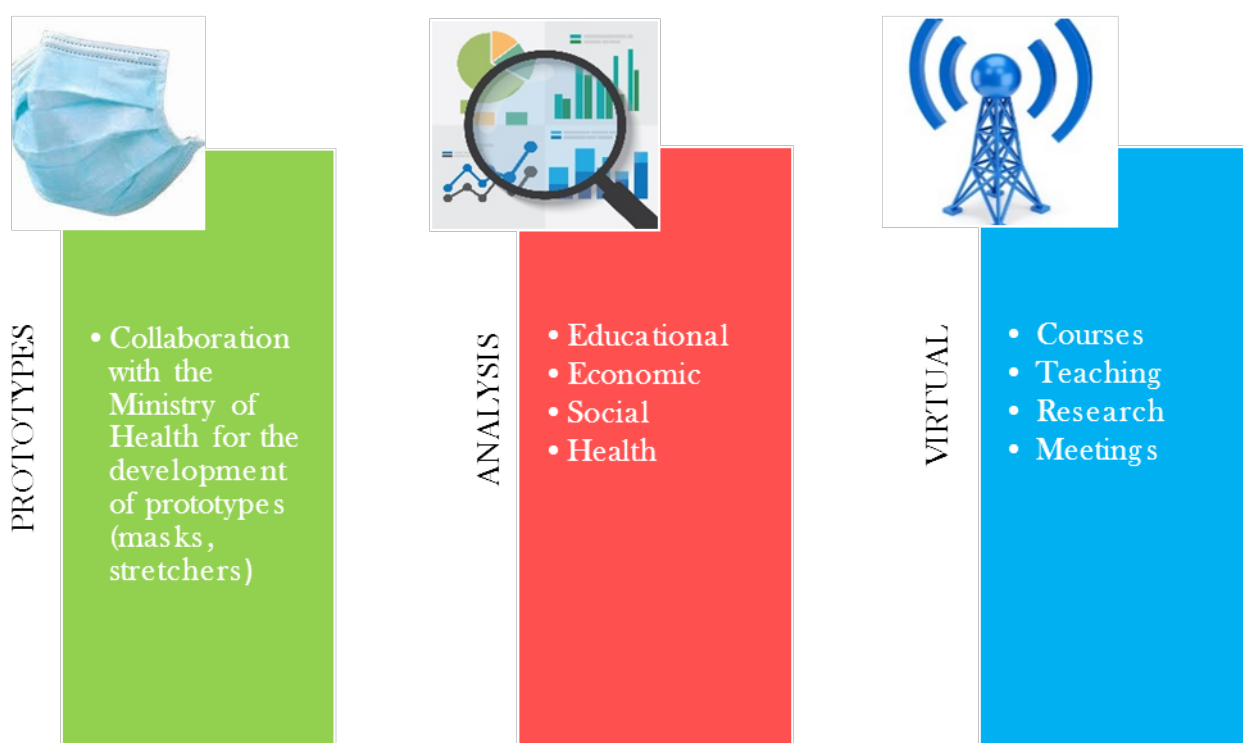 PROTOTYPES
• Collaboration
with the
Ministry of
Health for the
development
of prototypes
(masks,
stretchers)
ANALYSIS
• Educational
• Economic
• Social
• Health
VIRTUAL
• Courses
• Teaching
• Research
• Meetings